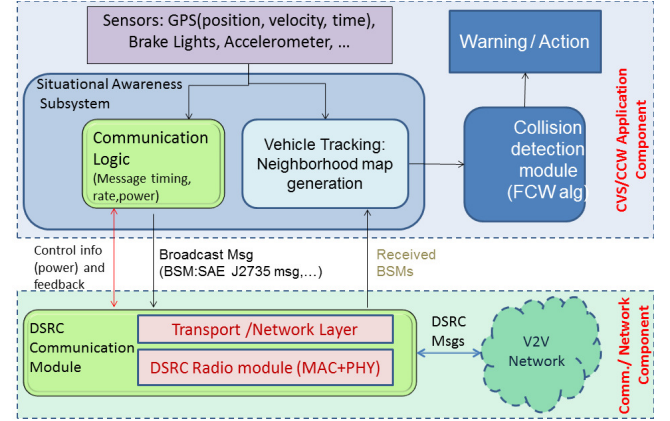 Sensors: GPS(position, velocity, time),
Brake Lights, Accelerometer, ...
Warning / Action
Situational Awareness
Subsystem
Communication
Logic
(Message timing,
rate,power)
Vehicle Tracking:
Neighborhood map
generation
Collision
detection
module
(FCW alg)
CVS/CCW Application
Component
Control info
(power) and
feedback
Broadcast Msg
(BSM:SAE J2735 msg,...)
Received
BSMs
DSRC
Communication
Module
Transport /Network Layer
DSRC Radio module (MAC+PHY)
DSRC
Msgs
V2V
Network
Comm./ Network
Component